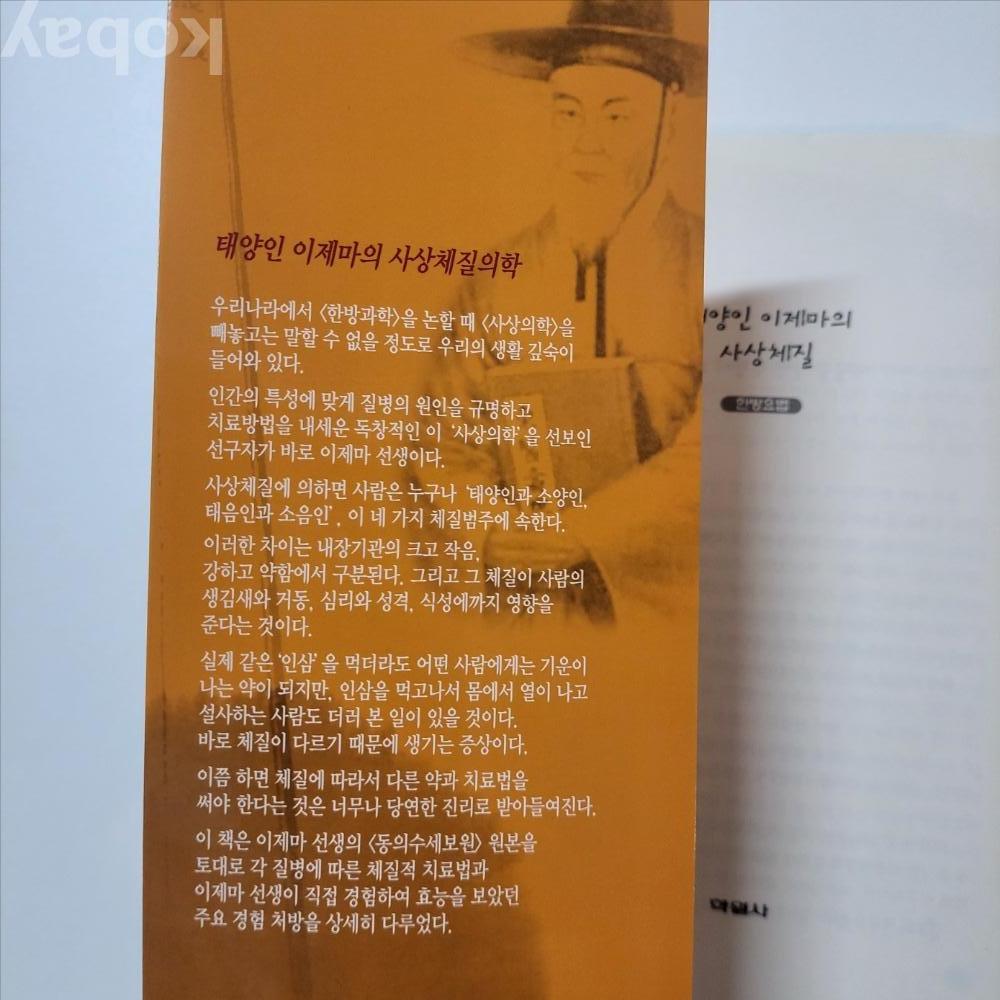 kobay
태양인 이제마의 사상체질의학
우리나라에서 〈한방과학〉을 논할 때 〈사상의학〉을
빼놓고는 말할 수 없을 정도로 우리의 생활 깊숙이
들어와 있다.
인간의 특성에 맞게 질병의 원인을 규명하고
치료방법을 내세운 독창적인 이 '사상의학'을 선보인
선구자가 바로 이제마 선생이다.
사상체질에 의하면 사람은 누구나 '태양인과 소양인,
태음인과 소음인', 이 네 가지 체질범주에 속한다.
이러한 차이는 내장기관의 크고 작음,
강하고 약함에서 구분된다. 그리고 그 체질이 사람의
생김새와 거동, 심리와 성격, 식성에까지 영향을
준다는 것이다.
실제 같은 '인삼'을 먹더라도 어떤 사람에게는 기운이
나는 약이 되지만, 인삼을 먹고나서 몸에서 열이 나고
설사하는 사람도 더러 본 일이 있을 것이다.
바로 체질이 다르기 때문에 생기는 증상이다.
이쯤 하면 체질에 따라서 다른 약과 치료법을
써야 한다는 것은 너무나 당연한 진리로 받아들여진다.
이 책은 이제마 선생의 〈동의수세보원〉 원본을
토대로 각 질병에 따른 체질적 치료법과
이제마 선생이 직접 경험하여 효능을 보았던
주요 경험 처방을 상세히 다루었다.
이제마의
사상체질
한방요법